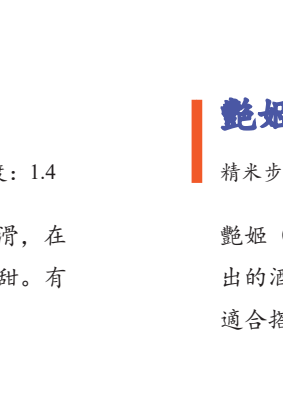 度：1.4
滑，在
甜。有
艷姬
精米步
艷姬（
出的酒
適合搭